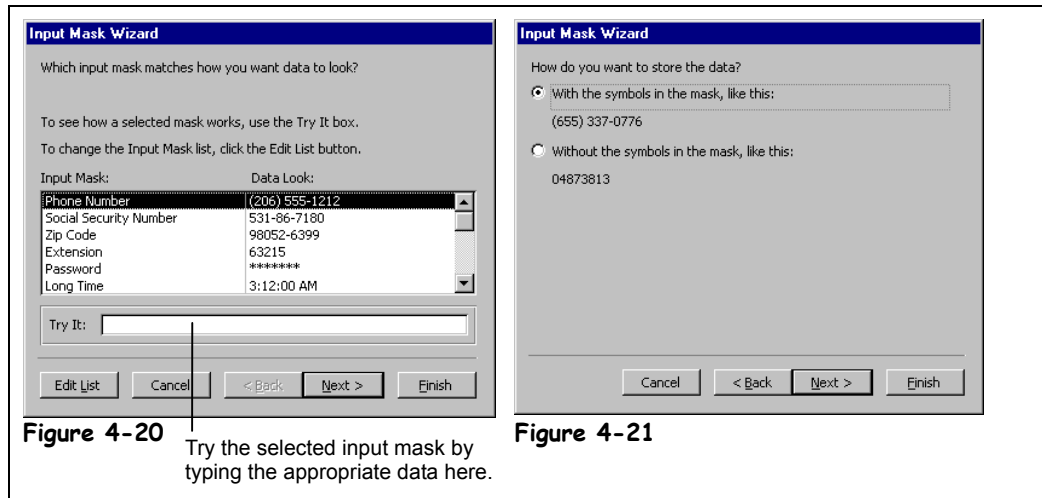 Input Mask Wizard
Which input mask matches how you want data to look?
To see how a selected mask works, use the Try It box.
To change the Input Mask list, click the Edit List button.
Input Mask: Data Look:
Phone Number (206) 555-1212
Social Security Number 531-86-7180
Zip Code 98052-6399
Extension 63215
Password *******
Long Time 3:12:00 AM
Try It:
Edit List Cancel < Back Next > Finish
Figure 4-20
Try the selected input mask by
typing the appropriate data here.
Input Mask Wizard
How do you want to store the data?
With the symbols in the mask, like this:
(655) 337-0776
Without the symbols in the mask, like this:
04873813
Cancel < Back Next > Finish
Figure 4-21